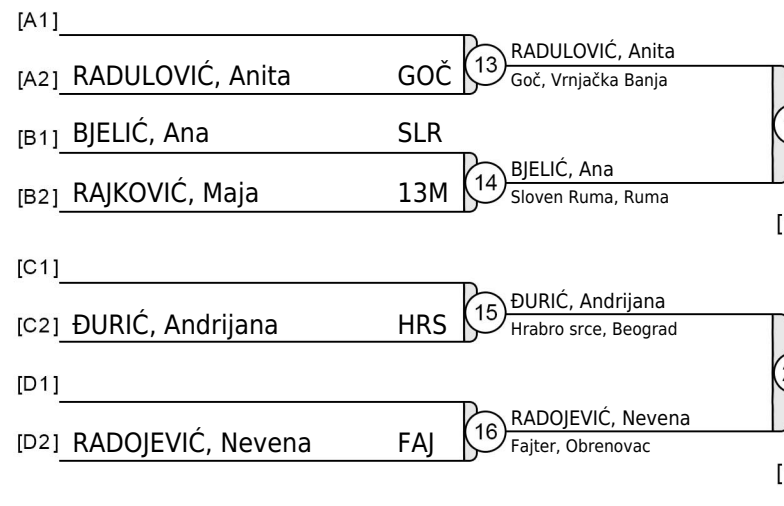 [A1]
[A2] RADULOVIĆ, Anita GOČ
13
RADULOVIĆ, Anita
Goč, Vrnjačka Banja
[B1] BJELIĆ, Ana SLR
[B2] RAJKOVIĆ, Maja 13M
14
BJELIĆ, Ana
Sloven Ruma, Ruma
[
[C1]
[C2] ĐURIĆ, Andrijana HRS
15
ĐURIĆ, Andrijana
Hrabro srce, Beograd
[D1]
[D2] RADOJEVIĆ, Nevena FAJ
16
RADOJEVIĆ, Nevena
Fajter, Obrenovac
[